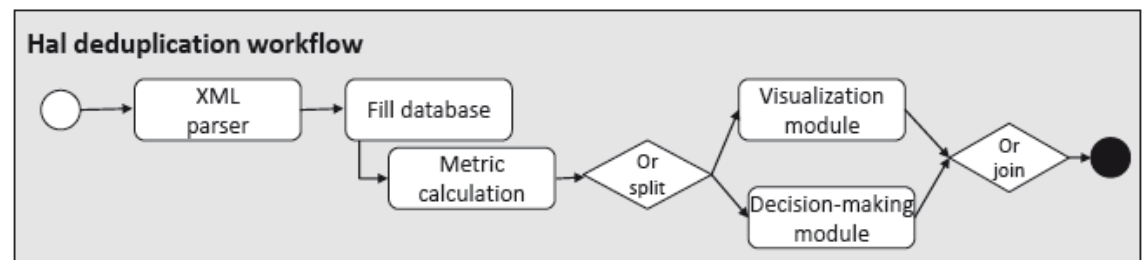 Hal deduplication workflow
XML
parser
Fill database
Metric
calculation
Or
split
Visualization
module
Decision-making
module
Or
join